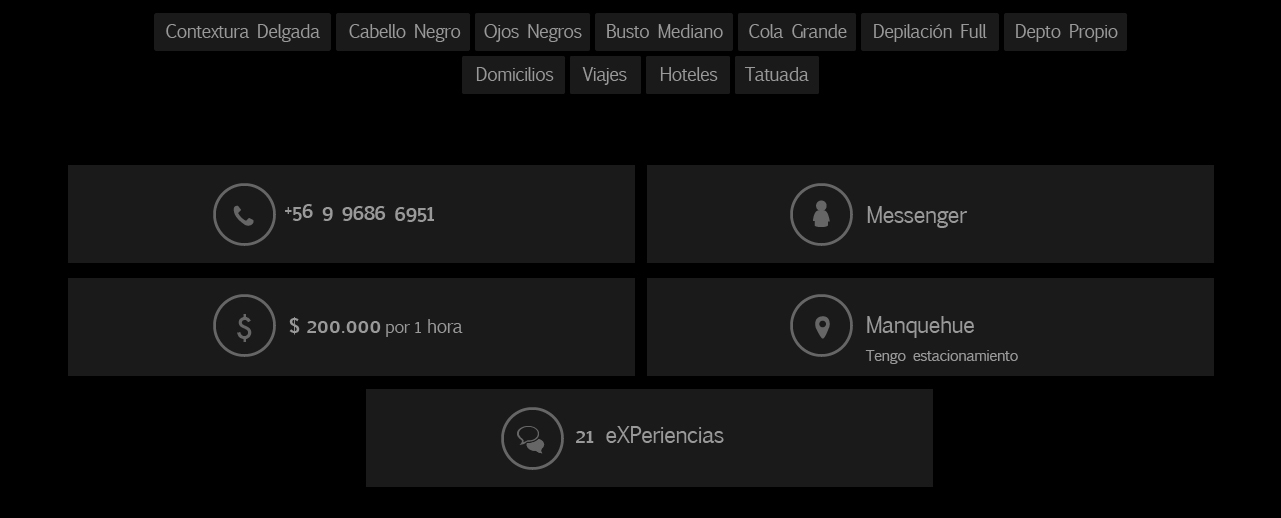 Contextura Delgada Cabello Negro Ojos Negros Busto Mediano Cola Grande Depilación Full Depto Propio
Domicilios Viajes Hoteles Tatuada
+56 9 9686 6951
Messenger
$ 200.000 por 1 hora
Manquehue
Tengo estacionamiento
21 eXPeriencias